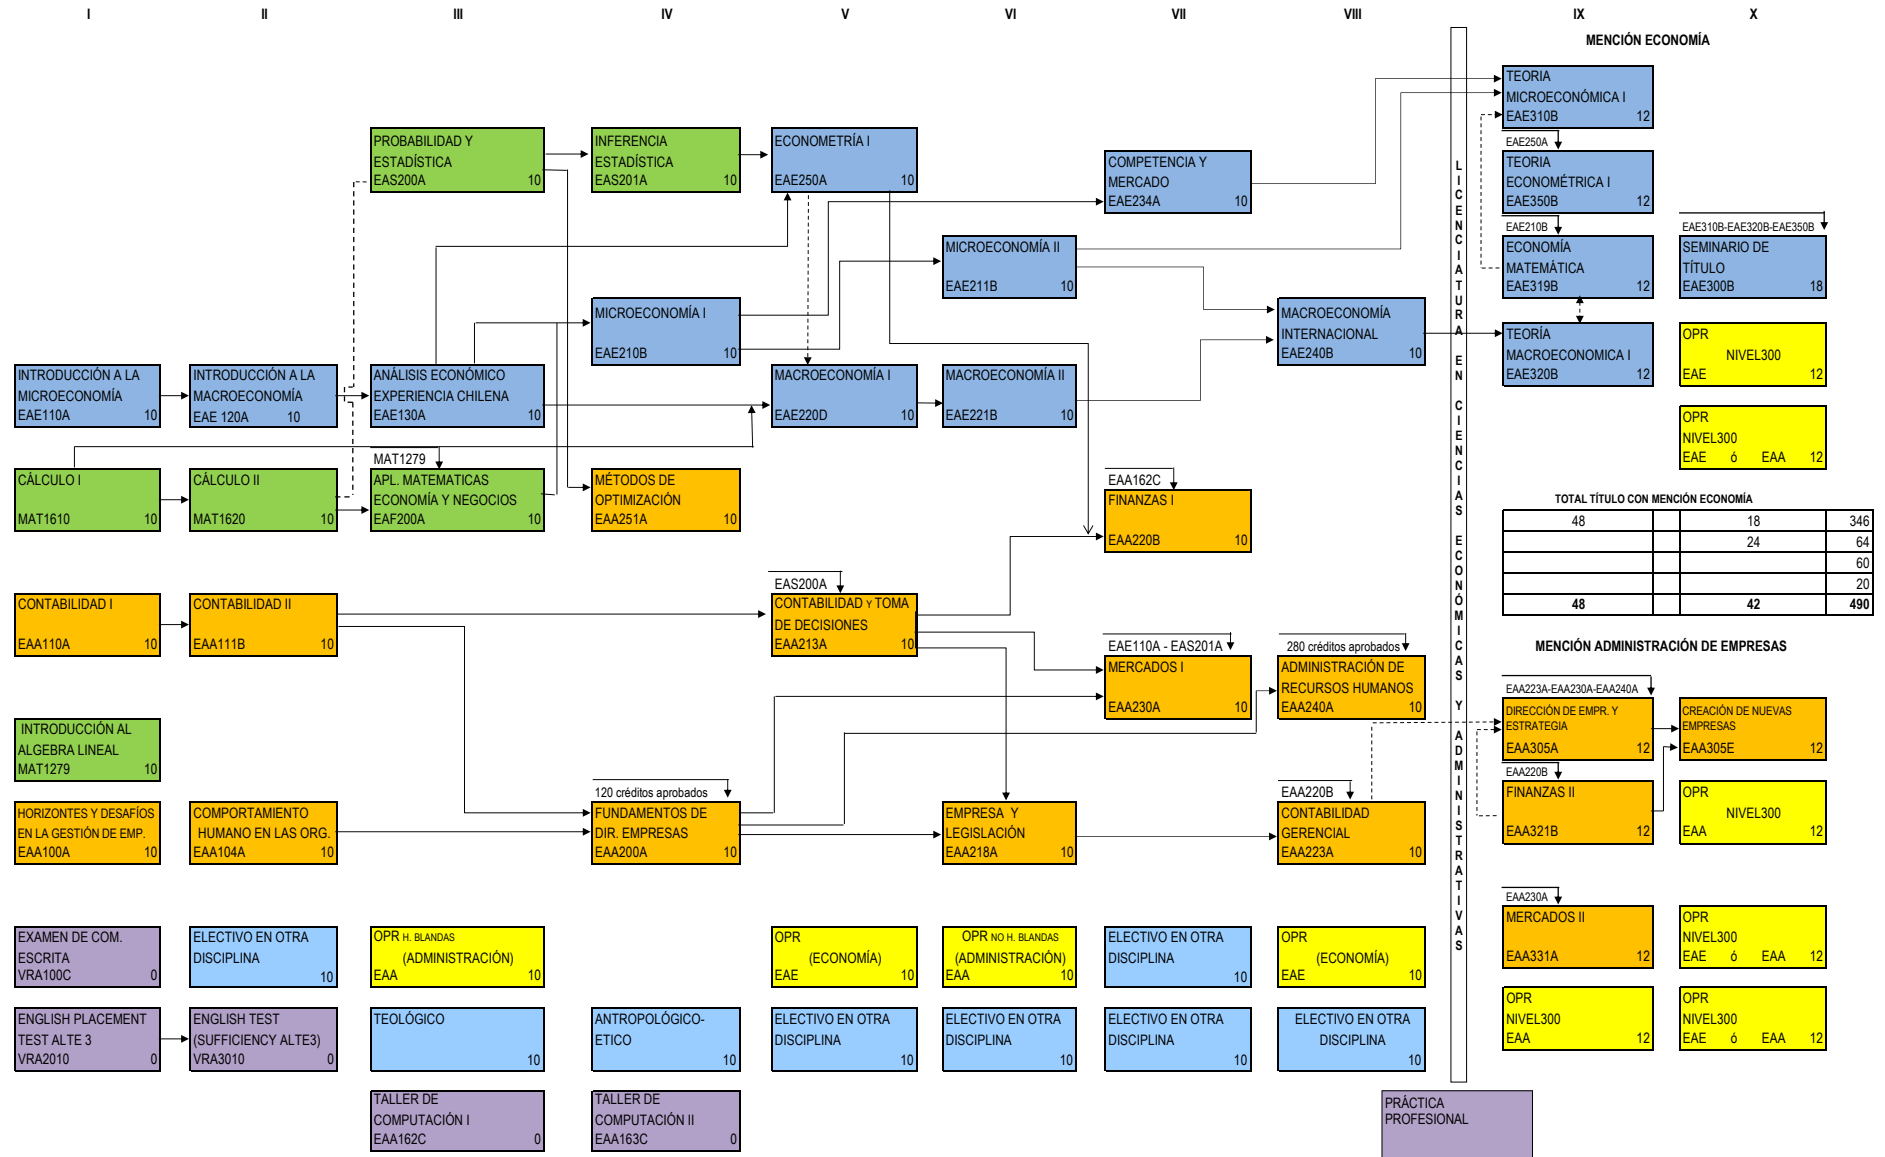 I II III IV V VI VII VIII IX X
MENCIÓN ECONOMÍA
TEORIA
MICROECONÓMICA I
EAE310B 12
PROBABILIDAD Y
ESTADÍSTICA
EAS200A 10
INFERENCIA
ESTADÍSTICA
EAS201A 10
ECONOMETRÍA I
EAE250A 10
COMPETENCIA Y
MERCADO
EAE234A 10
EAE250A
TEORIA
ECONOMÉTRICA I
EAE350B 12
MICROECONOMÍA II
EAE211B 10
EAE210B
ECONOMÍA
MATEMÁTICA
EAE319B 12
EAE310B-EAE320B-EAE350B
SEMINARIO DE
TÍTULO
EAE300B 18
MICROECONOMÍA I
EAE210B 10
MACROECONOMÍA
INTERNACIONAL
EAE240B 10
TEORÍA
MACROECONOMICA I
EAE320B 12
OPR
NIVEL300
EAE 12
INTRODUCCIÓN A LA
MICROECONOMÍA
EAE110A 10
INTRODUCCIÓN A LA
MACROECONOMÍA
EAE 120A 10
ANÁLISIS ECONÓMICO
EXPERIENCIA CHILENA
EAE130A 10
MACROECONOMÍA I
EAE220D 10
MACROECONOMÍA II
EAE221B 10
OPR
NIVEL300
EAE ó EAA 12
CÁLCULO I
MAT1610 10
CÁLCULO II
MAT1620 10
MAT1279
APL. MATEMATICAS
ECONOMÍA Y NEGOCIOS
EAF200A 10
MÉTODOS DE
OPTIMIZACIÓN
EAA251A 10
EAA162C
FINANZAS I
EAA220B 10
LICENCIATURA EN CIENCIAS ECONÓMICAS Y ADMINISTRATIVAS
TOTAL TÍTULO CON MENCIÓN ECONOMÍA
48 18 346
24 64
60
20
48 42 490
CONTABILIDAD I
EAA110A 10
CONTABILIDAD II
EAA111B 10
EAS200A
CONTABILIDAD Y TOMA
DE DECISIONES
EAA213A 10
EAE110A - EAS201A
MERCADOS I
EAA230A 10
280 créditos aprobados
ADMINISTRACIÓN DE
RECURSOS HUMANOS
EAA240A 10
MENCIÓN ADMINISTRACIÓN DE EMPRESAS
EAA223A-EAA230A-EAA240A
DIRECCIÓN DE EMPR. Y
ESTRATEGIA
EAA305A 12
CREACIÓN DE NUEVAS
EMPRESAS
EAA305E 12
INTRODUCCIÓN AL
ALGEBRA LINEAL
MAT1279 10
HORIZONTES Y DESAFÍOS
EN LA GESTIÓN DE EMP.
EAA100A 10
COMPORTAMIENTO
HUMANO EN LAS ORG.
EAA104A 10
120 créditos aprobados
FUNDAMENTOS DE
DIR. EMPRESAS
EAA200A 10
EMPRESA Y
LEGISLACIÓN
EAA218A 10
EAA220B
CONTABILIDAD
GERENCIAL
EAA223A 10
EAA220B
FINANZAS II
EAA321B 12
OPR
NIVEL300
EAA 12
EXAMEN DE COM.
ESCRITA
VRA100C 0
ELECTIVO EN OTRA
DISCIPLINA
10
OPR H. BLANDAS
(ADMINISTRACIÓN)
EAA 10
OPR
(ECONOMÍA)
EAE 10
OPR NO H. BLANDAS
(ADMINISTRACIÓN)
EAA 10
ELECTIVO EN OTRA
DISCIPLINA
10
OPR
(ECONOMÍA)
EAE 10
EAA230A
MERCADOS II
EAA331A 12
OPR
NIVEL300
EAE ó EAA 12
ENGLISH PLACEMENT
TEST ALTE 3
VRA2010 0
ENGLISH TEST
(SUFFICIENCY ALTE3)
VRA3010 0
TEOLÓGICO
10
ANTROPOLÓGICO-
ETICO
10
ELECTIVO EN OTRA
DISCIPLINA
10
ELECTIVO EN OTRA
DISCIPLINA
10
ELECTIVO EN OTRA
DISCIPLINA
10
ELECTIVO EN OTRA
DISCIPLINA
10
OPR
NIVEL300
EAA 12
OPR
NIVEL300
EAE ó EAA 12
TALLER DE
COMPUTACIÓN I
EAA162C 0
TALLER DE
COMPUTACIÓN II
EAA163C 0
PRÁCTICA
PROFESIONAL